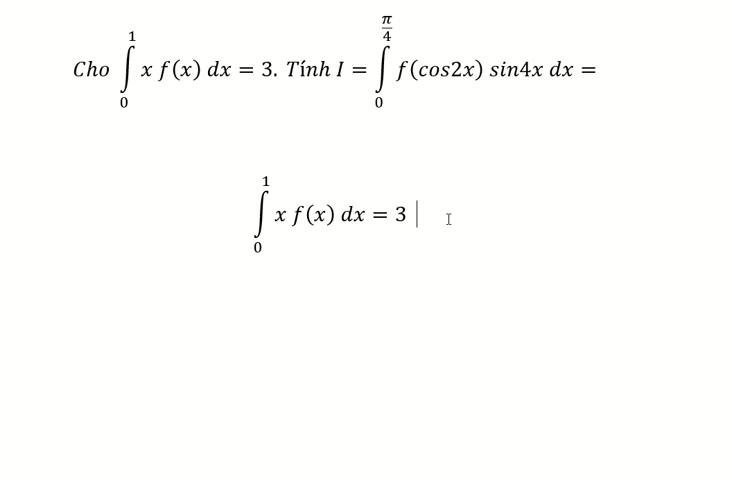 Cho ∫₀¹ x f(x) dx = 3. Tính I = ∫₀^(π/4) f(cos2x) sin4x dx =
∫₀¹ x f(x) dx = 3